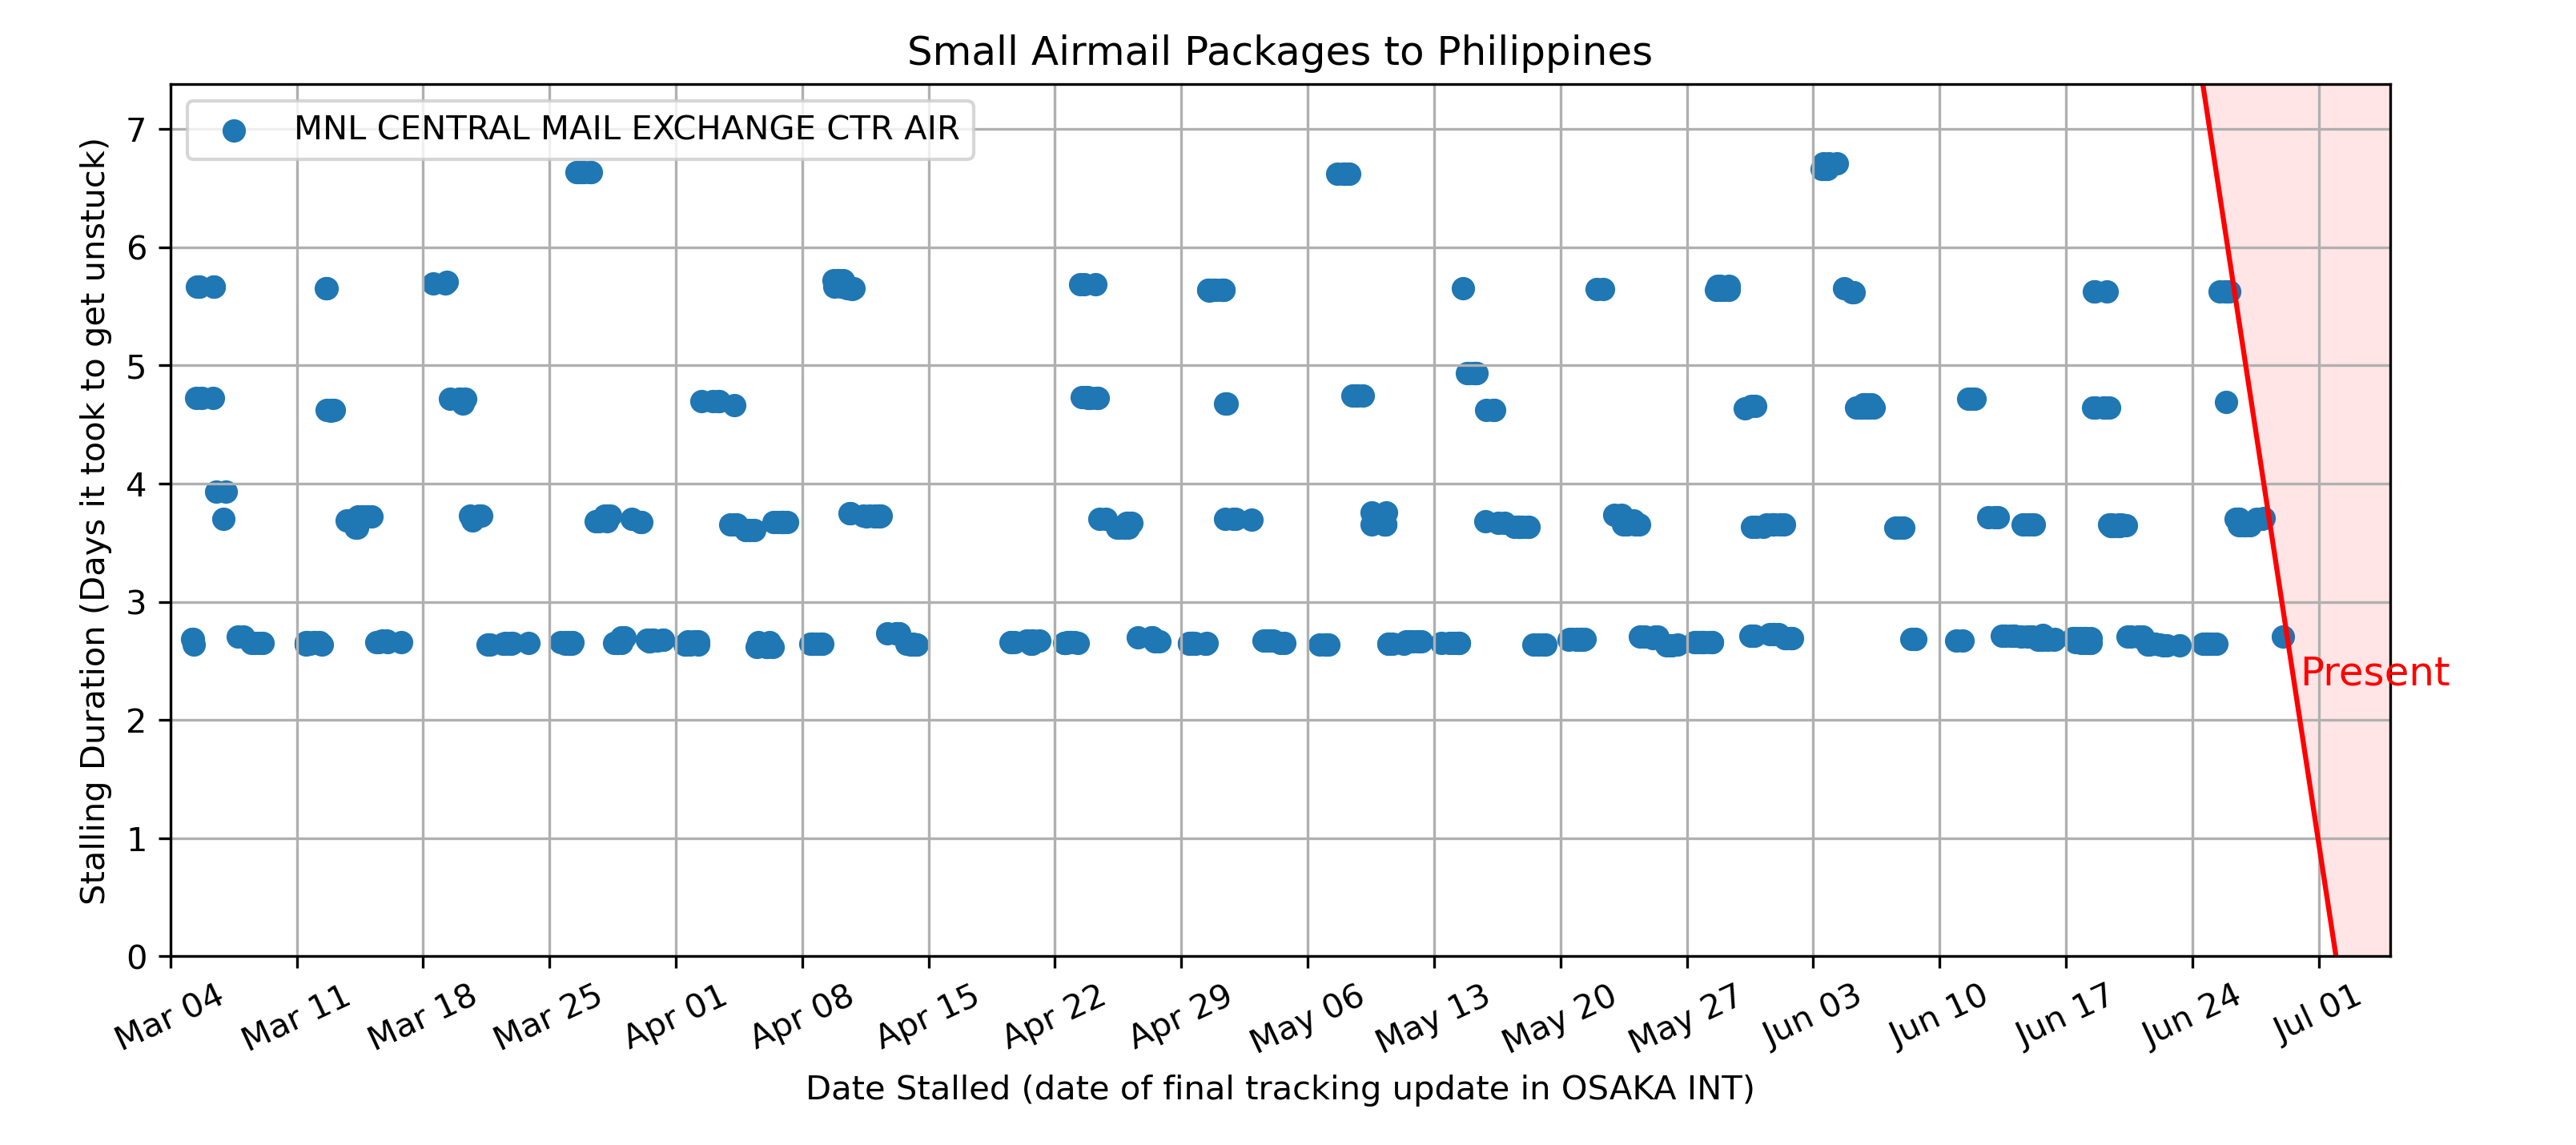 Small Airmail Packages to Philippines
MNL CENTRAL MAIL EXCHANGE CTR AIR
Stalling Duration (Days it took to get unstuck)
7
6
5
4
3
2
1
0
Present
Mar 04
Mar 11
Mar 18
Mar 25
Apr 01
Apr 08
Apr 15
Apr 22
Apr 29
May 06
May 13
May 20
May 27
Jun 03
Jun 10
Jun 17
Jun 24
Jul 01
Date Stalled (date of final tracking update in OSAKA INT)